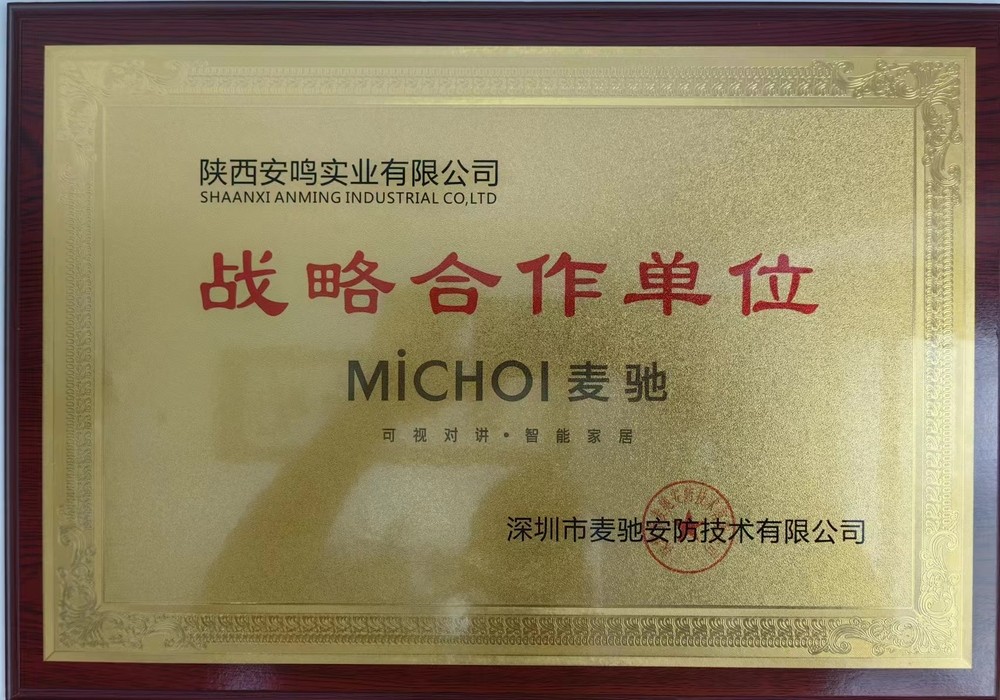 陕西安鸣实业有限公司
SHAANXI ANMING INDUSTRIAL CO,LTD
战略合作单位
MiCHOI 麦驰
可视对讲•智能家居
深圳市麦驰安防技术有限公司